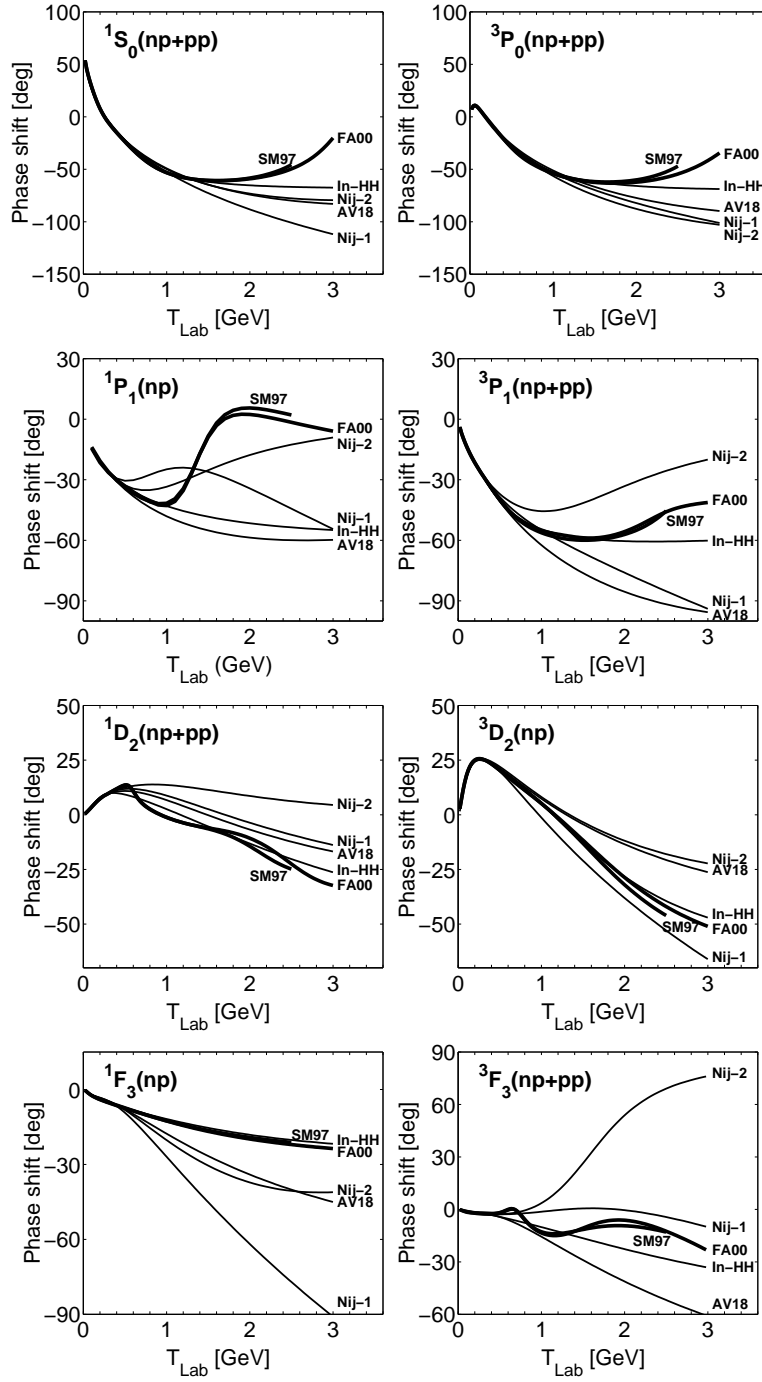 ¹S₀(np+pp)
Phase shift [deg]
100
50
0
−50
−100
−150
SM97
FA00
In−HH
Nij−2
AV18
Nij−1
0 1 2 3
T_Lab [GeV]
³P₀(np+pp)
Phase shift [deg]
100
50
0
−50
−100
−150
SM97
FA00
In−HH
AV18
Nij−1
Nij−2
0 1 2 3
T_Lab [GeV]
¹P₁(np)
Phase shift [deg]
30
0
−30
−60
−90
SM97
FA00
Nij−2
Nij−1
In−HH
AV18
0 1 2 3
T_Lab (GeV)
³P₁(np+pp)
Phase shift [deg]
30
0
−30
−60
−90
Nij−2
FA00
SM97
In−HH
Nij−1
AV18
0 1 2 3
T_Lab [GeV]
¹D₂(np+pp)
Phase shift [deg]
50
25
0
−25
−50
Nij−2
Nij−1
AV18
In−HH
SM97
FA00
0 1 2 3
T_Lab [GeV]
³D₂(np)
Phase shift [deg]
50
25
0
−25
−50
Nij−2
AV18
In−HH
SM97
FA00
Nij−1
0 1 2 3
T_Lab [GeV]
¹F₃(np)
Phase shift [deg]
0
−30
−60
−90
SM97
In−HH
FA00
Nij−2
AV18
Nij−1
0 1 2 3
T_Lab [GeV]
³F₃(np+pp)
Phase shift [deg]
90
60
30
0
−30
−60
Nij−2
Nij−1
SM97
FA00
In−HH
AV18
0 1 2 3
T_Lab [GeV]